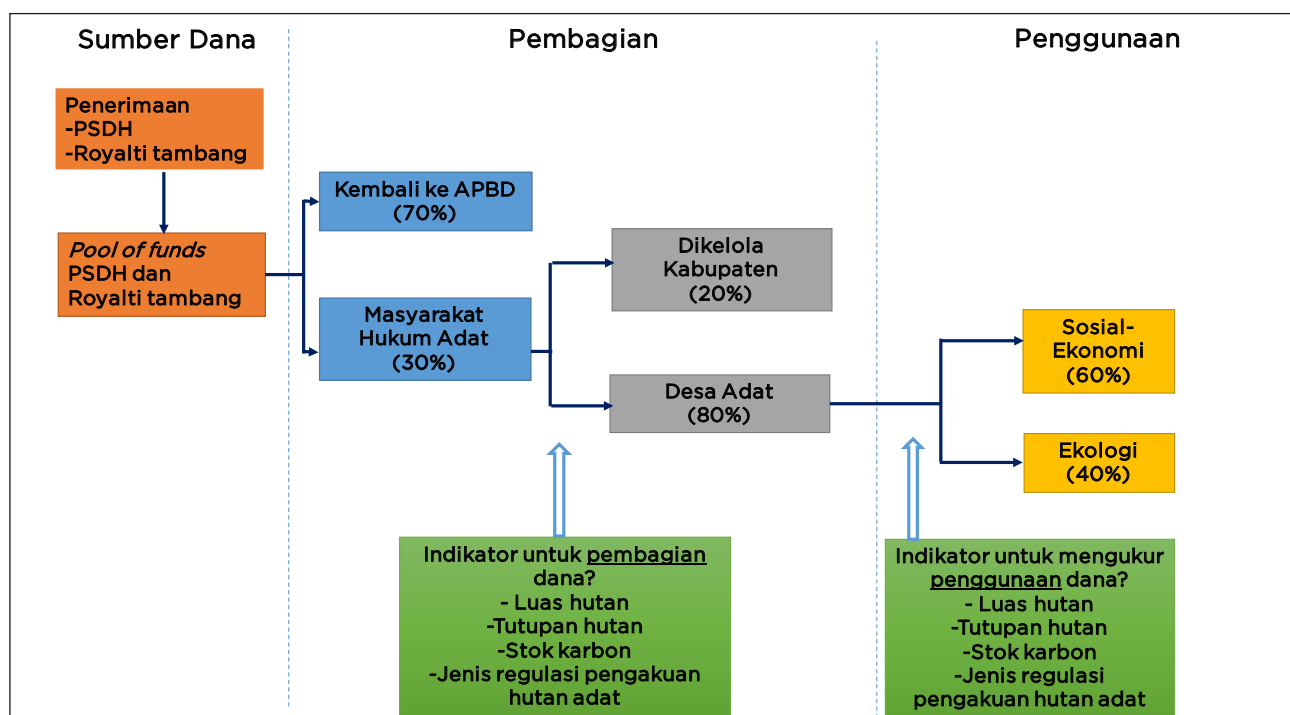 Sumber Dana
Pembagian
Penggunaan
Penerimaan
-PSDH
-Royalti tambang
Pool of funds
PSDH dan
Royalti tambang
Kembali ke APBD
(70%)
Masyarakat
Hukum Adat
(30%)
Dikelola
Kabupaten
(20%)
Desa Adat
(80%)
Sosial-
Ekonomi
(60%)
Ekologi
(40%)
Indikator untuk pembagian
dana?
- Luas hutan
-Tutupan hutan
-Stok karbon
-Jenis regulasi pengakuan
hutan adat
Indikator untuk mengukur
penggunaan dana?
- Luas hutan
-Tutupan hutan
-Stok karbon
-Jenis regulasi
pengakuan hutan adat